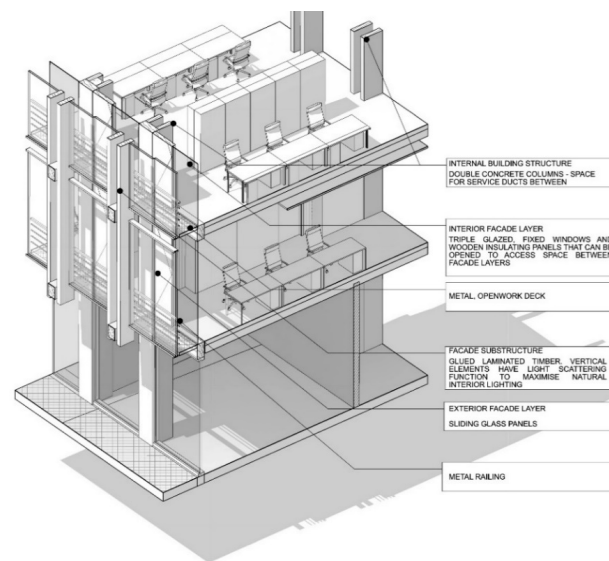 INTERNAL BUILDING STRUCTURE
DOUBLE CONCRETE COLUMNS - SPACE
FOR SERVICE DUCTS BETWEEN
INTERIOR FACADE LAYER
TRIPLE GLAZED, FIXED WINDOWS AND
WOODEN INSULATING PANELS THAT CAN BE
OPENED TO ACCESS SPACE BETWEEN
FACADE LAYERS
METAL, OPENWORK DECK
FACADE SUBSTRUCTURE
GLUED LAMINATED TIMBER, VERTICAL
ELEMENTS HAVE LIGHT SCATTERING
FUNCTION TO MAXIMISE NATURAL
INTERIOR LIGHTING
EXTERIOR FACADE LAYER
SLIDING GLASS PANELS
METAL RAILING